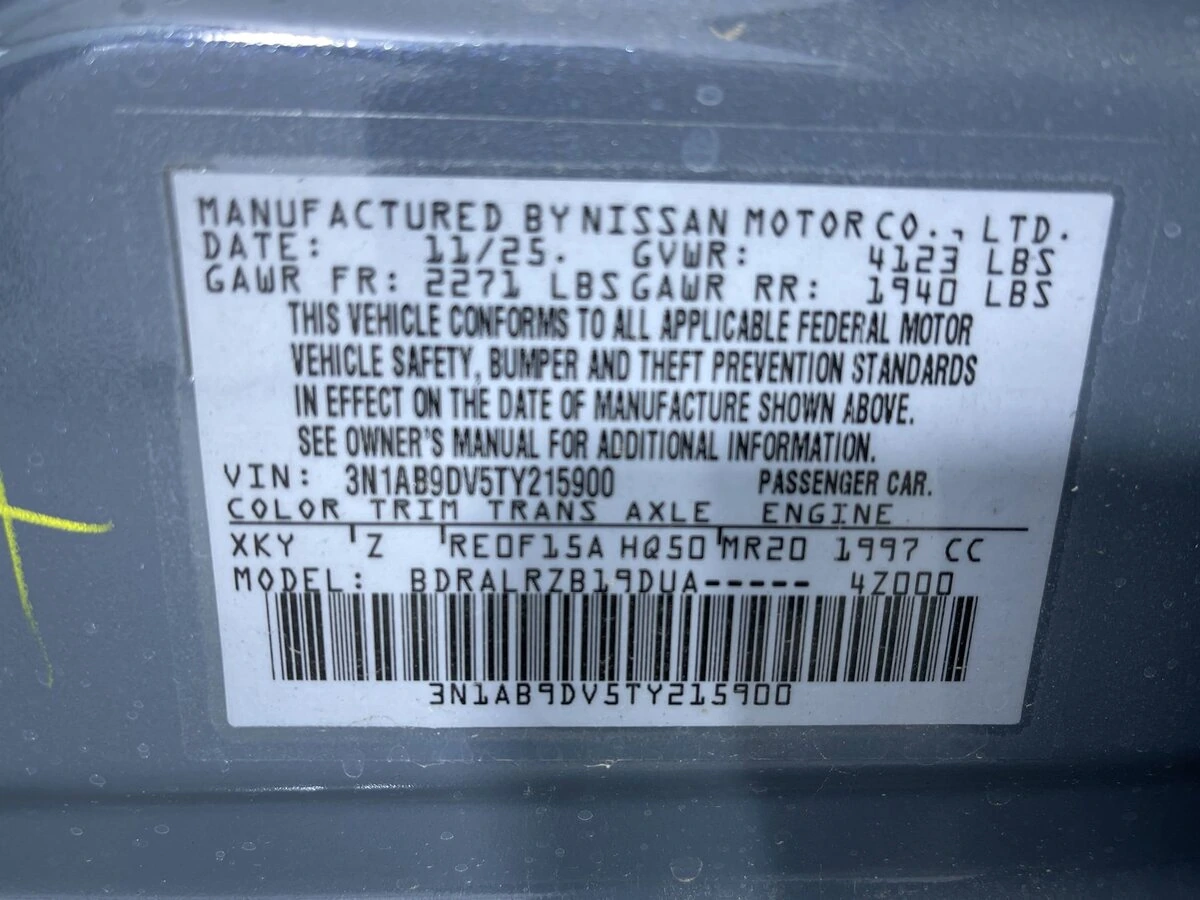 MANUFACTURED BY NISSAN MOTOR CO., LTD.
DATE: 11/25. GVWR: 4123 LBS
GAWR FR: 2271 LBS GAWR RR: 1940 LBS
THIS VEHICLE CONFORMS TO ALL APPLICABLE FEDERAL MOTOR
VEHICLE SAFETY, BUMPER AND THEFT PREVENTION STANDARDS
IN EFFECT ON THE DATE OF MANUFACTURE SHOWN ABOVE.
SEE OWNER'S MANUAL FOR ADDITIONAL INFORMATION.
VIN: 3N1AB9DV5TY215900 PASSENGER CAR.
COLOR TRIM TRANS AXLE ENGINE
XKY Z RE0F15A HQ50 MR20 1997 CC
MODEL: BDRALRZB19DUA----- 4Z000
3N1AB9DV5TY215900